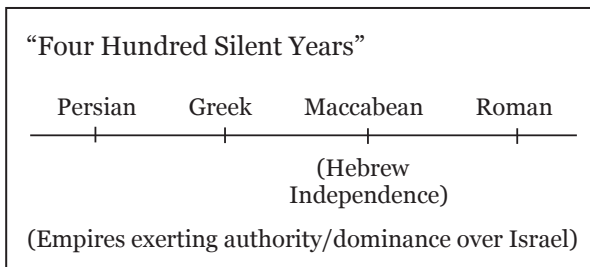 “Four Hundred Silent Years”
Persian Greek Maccabean Roman
(Hebrew
Independence)
(Empires exerting authority/dominance over Israel)